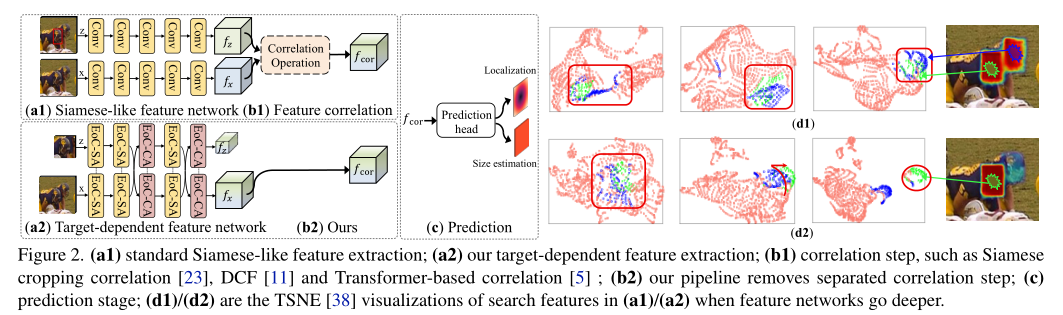 z
Conv
Conv
Conv
Conv
Conv
f_z
Correlation
Operation
f_cor
x
Conv
Conv
Conv
Conv
Conv
f_x
(a1) Siamese-like feature network (b1) Feature correlation
z
EoC-SA
EoC-SA
EoC-CA
EoC-SA
EoC-CA
f_z
x
EoC-SA
EoC-SA
EoC-CA
EoC-SA
EoC-CA
f_x
f_cor
(a2) Target-dependent feature network
(b2) Ours
Localization
f_cor
Prediction
head
Size estimation
(c) Prediction
(d1)
(d2)
Figure 2. (a1) standard Siamese-like feature extraction; (a2) our target-dependent feature extraction; (b1) correlation step, such as Siamese
cropping correlation [23], DCF [11] and Transformer-based correlation [5] ; (b2) our pipeline removes separated correlation step; (c)
prediction stage; (d1)/(d2) are the TSNE [38] visualizations of search features in (a1)/(a2) when feature networks go deeper.